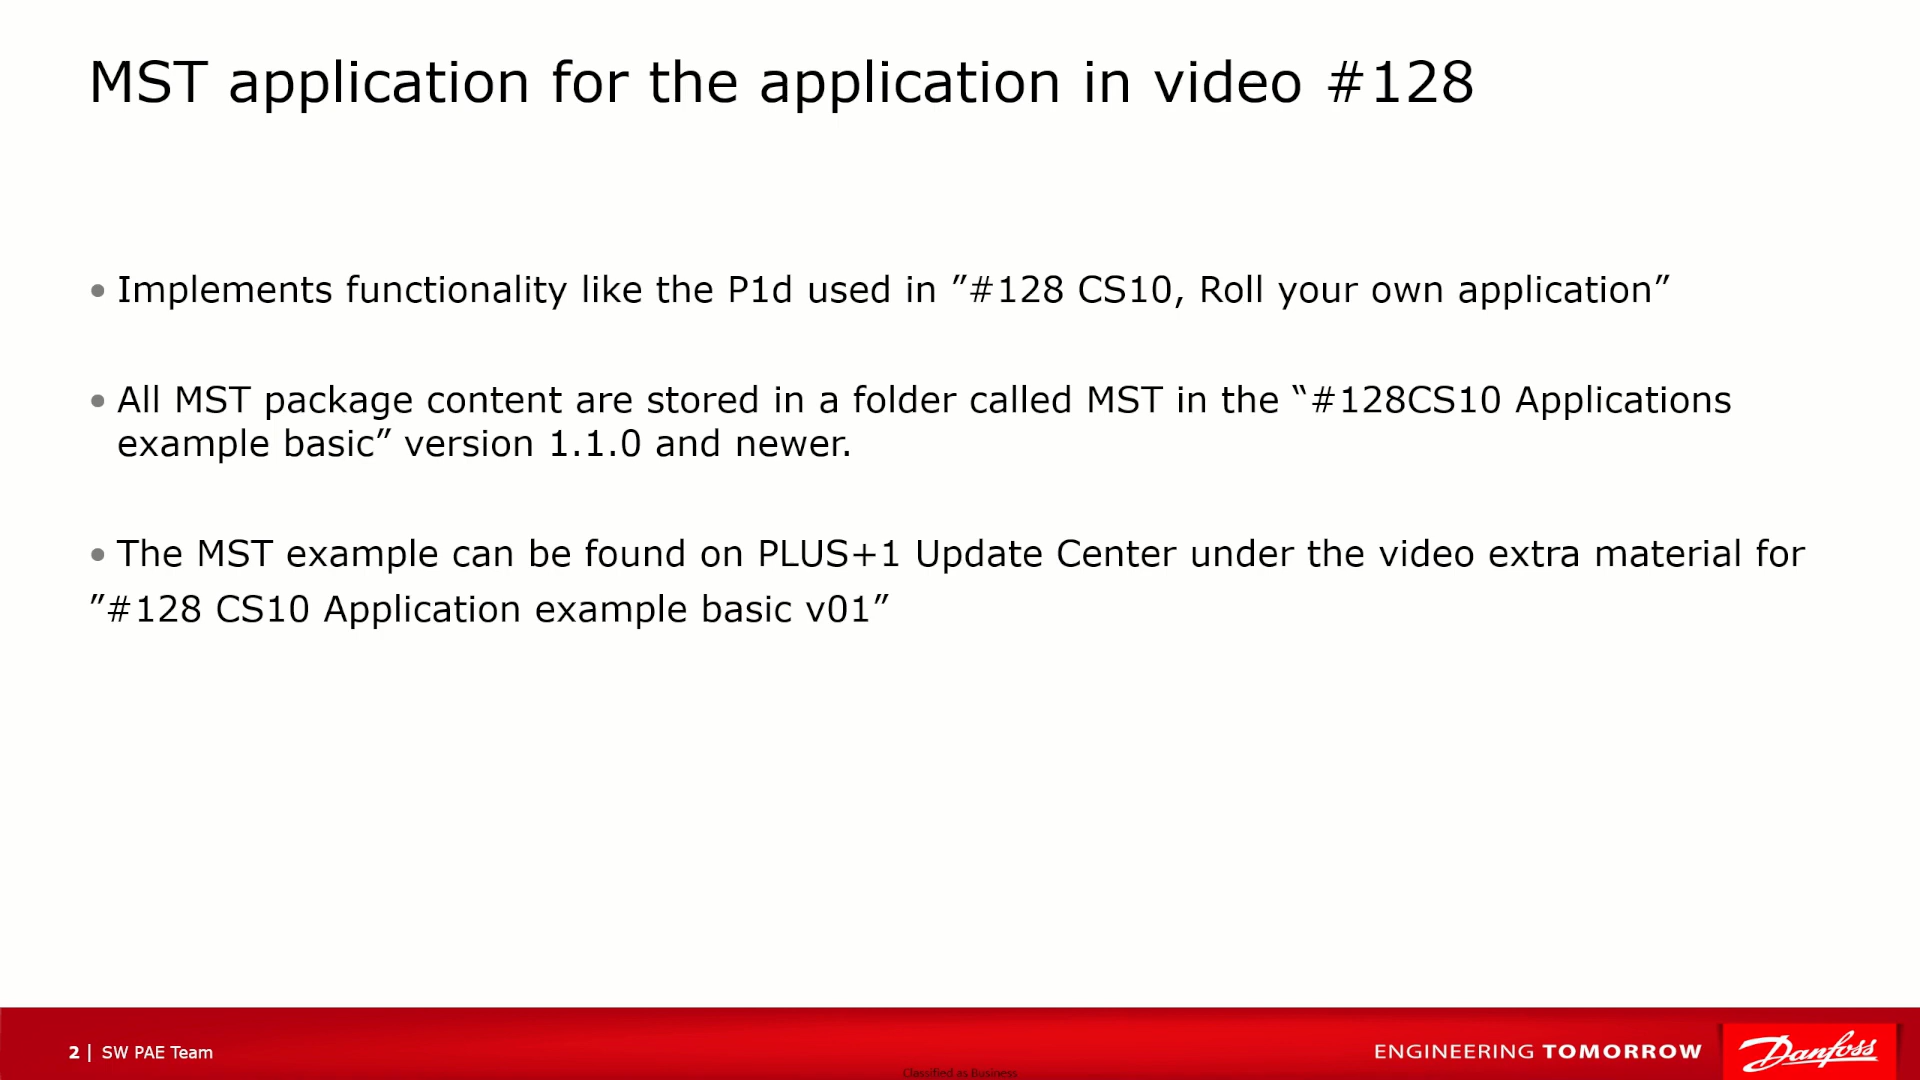 MST application for the application in video #128
• Implements functionality like the P1d used in ”#128 CS10, Roll your own application”
• All MST package content are stored in a folder called MST in the “#128CS10 Applications
example basic” version 1.1.0 and newer.
• The MST example can be found on PLUS+1 Update Center under the video extra material for
”#128 CS10 Application example basic v01”
2 | SW PAE Team
ENGINEERING TOMORROW
Danfoss
Classified as Business